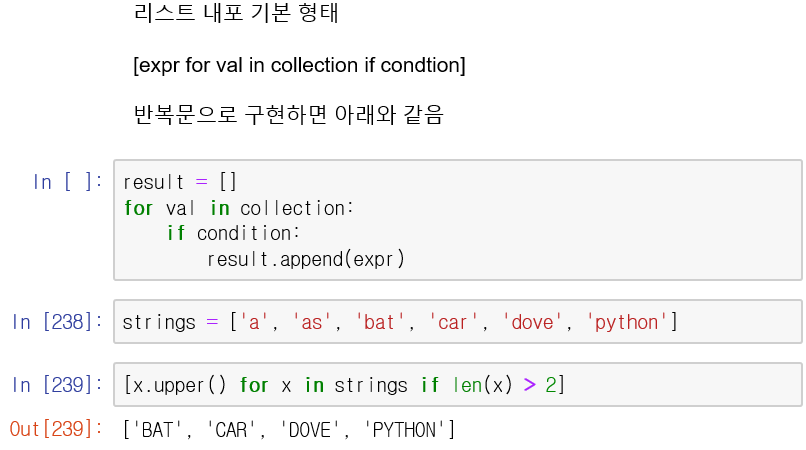 리스트 내포 기본 형태
[expr for val in collection if condtion]
반복문으로 구현하면 아래와 같음
In [ ]: result = []
for val in collection:
    if condition:
        result.append(expr)
In [238]: strings = ['a', 'as', 'bat', 'car', 'dove', 'python']
In [239]: [x.upper() for x in strings if len(x) > 2]
Out[239]: ['BAT', 'CAR', 'DOVE', 'PYTHON']